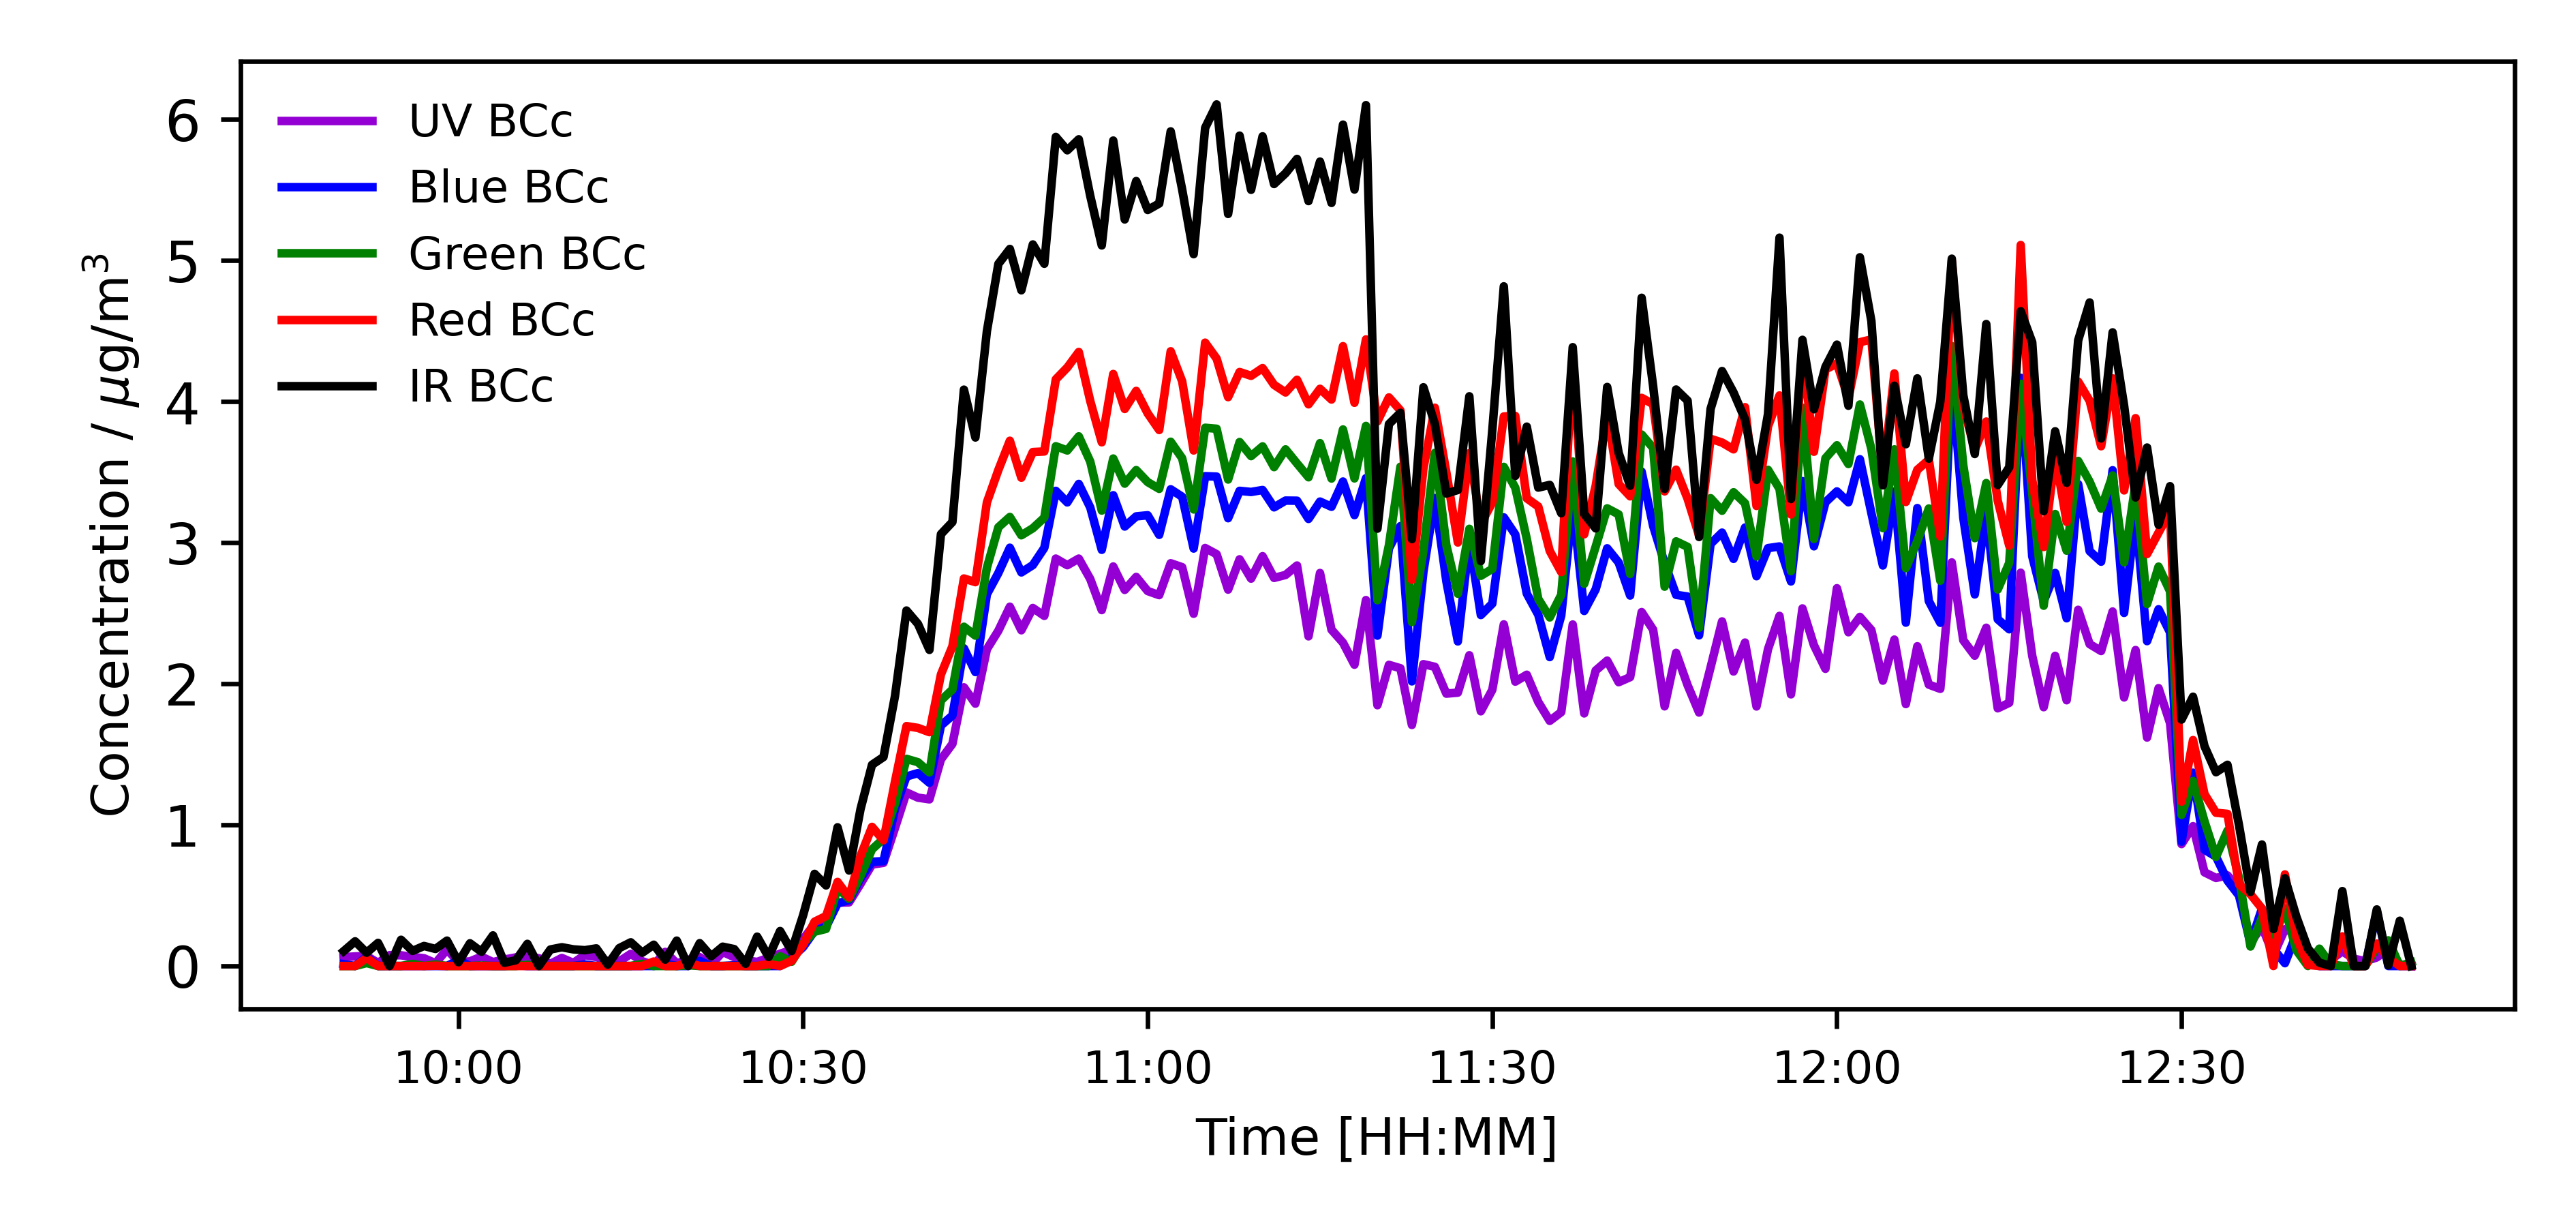 UV BCc
Blue BCc
Green BCc
Red BCc
IR BCc
Concentration / μg/m³
6
5
4
3
2
1
0
10:00 10:30 11:00 11:30 12:00 12:30
Time [HH:MM]